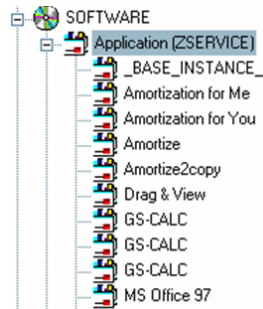 SOFTWARE
Application (ZSERVICE)
_BASE_INSTANCE_
Amortization for Me
Amortization for You
Amortize
Amortize2copy
Drag & View
GS-CALC
GS-CALC
GS-CALC
MS Office 97